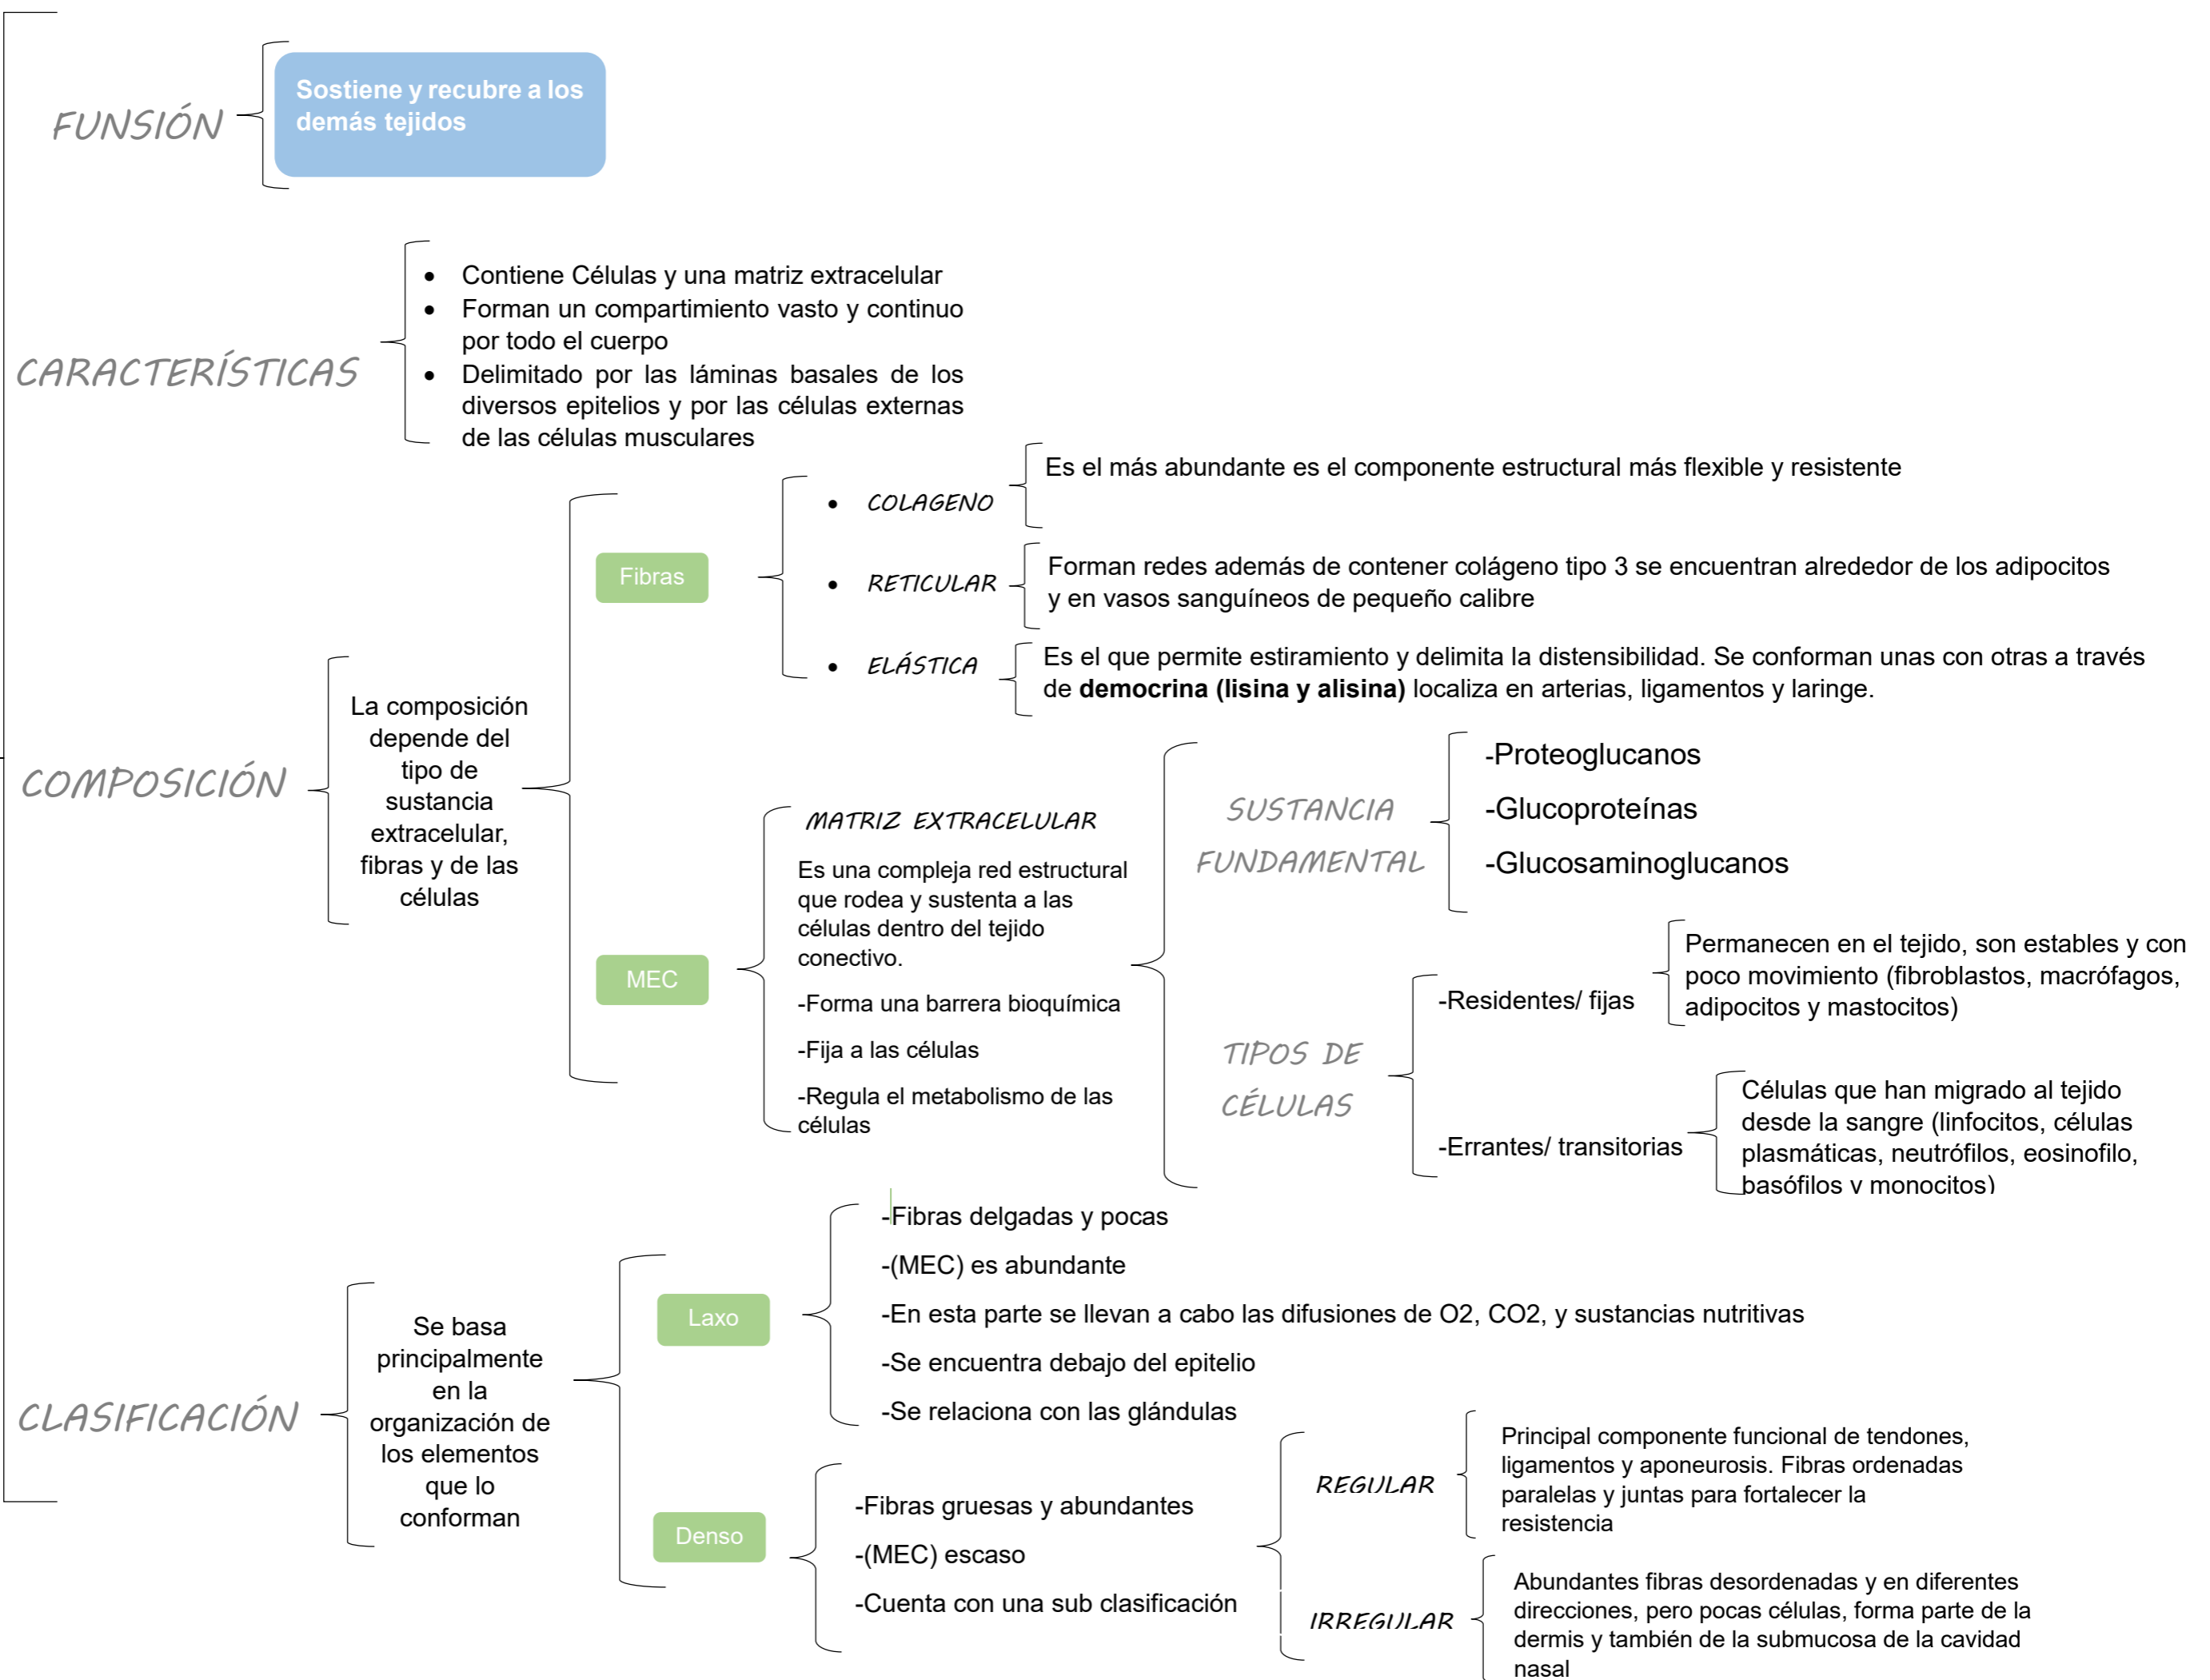 FUNSIÓN
Sostiene y recubre a los
demás tejidos
CARACTERÍSTICAS
• Contiene Células y una matriz extracelular
• Forman un compartimiento vasto y continuo
por todo el cuerpo
• Delimitado por las láminas basales de los
diversos epitelios y por las células externas
de las células musculares
COMPOSICIÓN
La composición
depende del
tipo de
sustancia
extracelular,
fibras y de las
células
Fibras
• COLAGENO
Es el más abundante es el componente estructural más flexible y resistente
• RETICULAR
Forman redes además de contener colágeno tipo 3 se encuentran alrededor de los adipocitos
y en vasos sanguíneos de pequeño calibre
• ELÁSTICA
Es el que permite estiramiento y delimita la distensibilidad. Se conforman unas con otras a través
de democrina (lisina y alisina) localiza en arterias, ligamentos y laringe.
MEC
MATRIZ EXTRACELULAR
Es una compleja red estructural
que rodea y sustenta a las
células dentro del tejido
conectivo.
-Forma una barrera bioquímica
-Fija a las células
-Regula el metabolismo de las
células
SUSTANCIA
FUNDAMENTAL
-Proteoglucanos
-Glucoproteínas
-Glucosaminoglucanos
TIPOS DE
CÉLULAS
-Residentes/ fijas
Permanecen en el tejido, son estables y con
poco movimiento (fibroblastos, macrófagos,
adipocitos y mastocitos)
-Errantes/ transitorias
Células que han migrado al tejido
desde la sangre (linfocitos, células
plasmáticas, neutrófilos, eosinofilo,
basófilos y monocitos)
CLASIFICACIÓN
Se basa
principalmente
en la
organización de
los elementos
que lo
conforman
Laxo
-Fibras delgadas y pocas
-(MEC) es abundante
-En esta parte se llevan a cabo las difusiones de O2, CO2, y sustancias nutritivas
-Se encuentra debajo del epitelio
-Se relaciona con las glándulas
Denso
-Fibras gruesas y abundantes
-(MEC) escaso
-Cuenta con una sub clasificación
REGULAR
Principal componente funcional de tendones,
ligamentos y aponeurosis. Fibras ordenadas
paralelas y juntas para fortalecer la
resistencia
IRREGULAR
Abundantes fibras desordenadas y en diferentes
direcciones, pero pocas células, forma parte de la
dermis y también de la submucosa de la cavidad
nasal